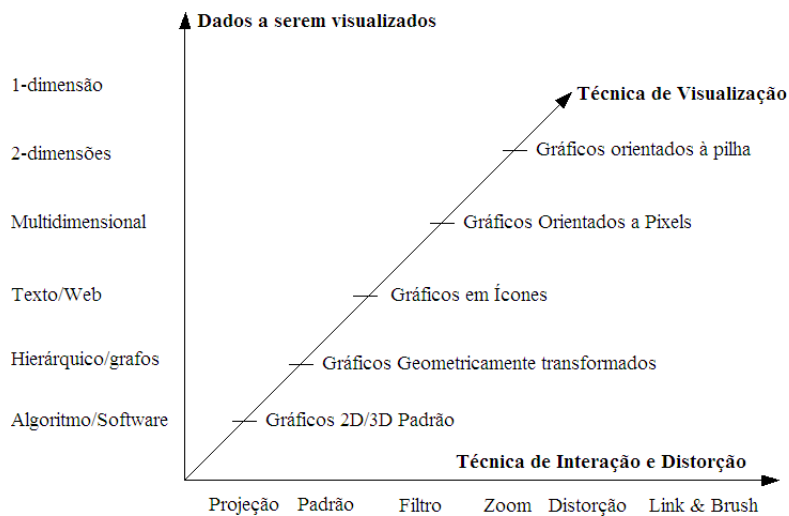 Dados a serem visualizados
1-dimensão
Técnica de Visualização
2-dimensões
Gráficos orientados à pilha
Multidimensional
Gráficos Orientados a Pixels
Texto/Web
Gráficos em Ícones
Hierárquico/grafos
Gráficos Geometricamente transformados
Algoritmo/Software
Gráficos 2D/3D Padrão
Técnica de Interação e Distorção
Projeção Padrão Filtro Zoom Distorção Link & Brush